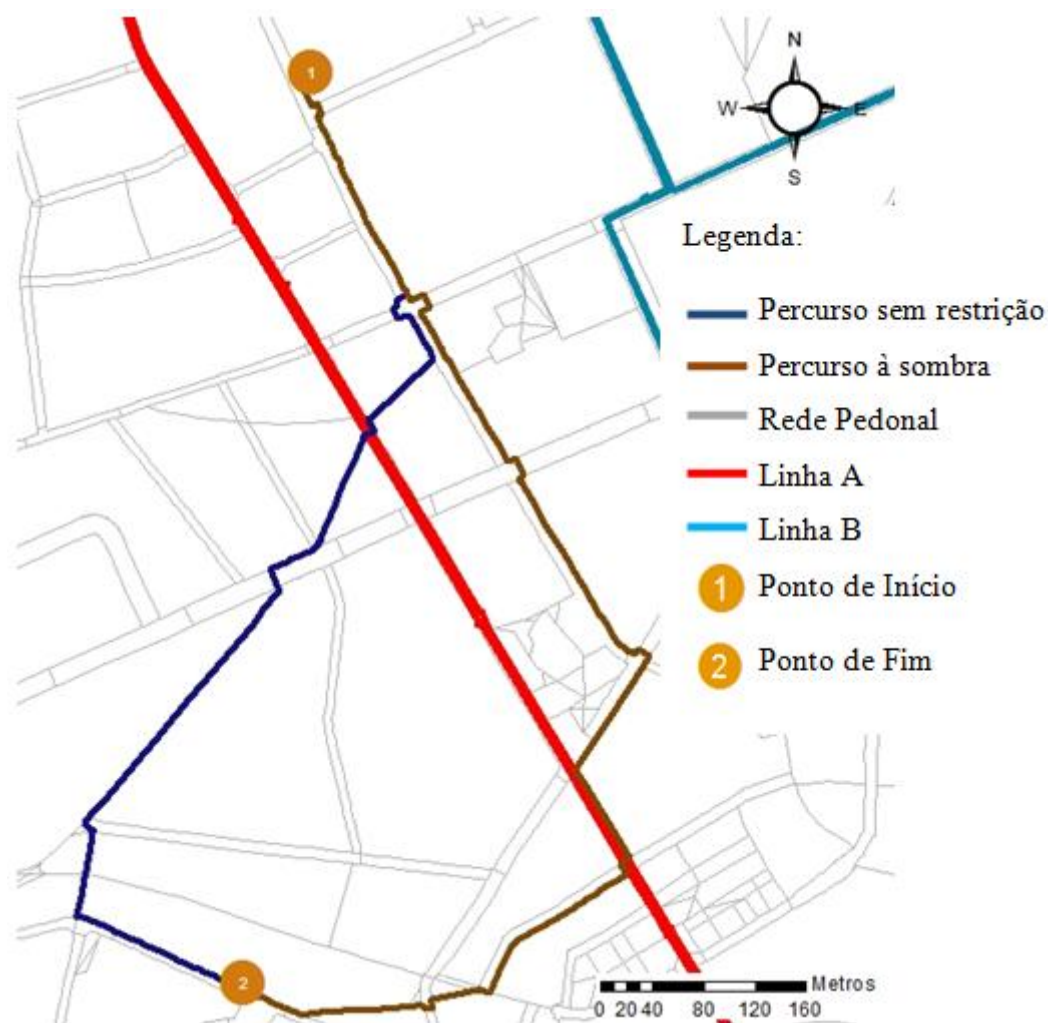 1
N
W E
S
Legenda:
Percurso sem restrição
Percurso à sombra
Rede Pedonal
Linha A
Linha B
1 Ponto de Início
2 Ponto de Fim
2
Metros
0 20 40 80 120 160